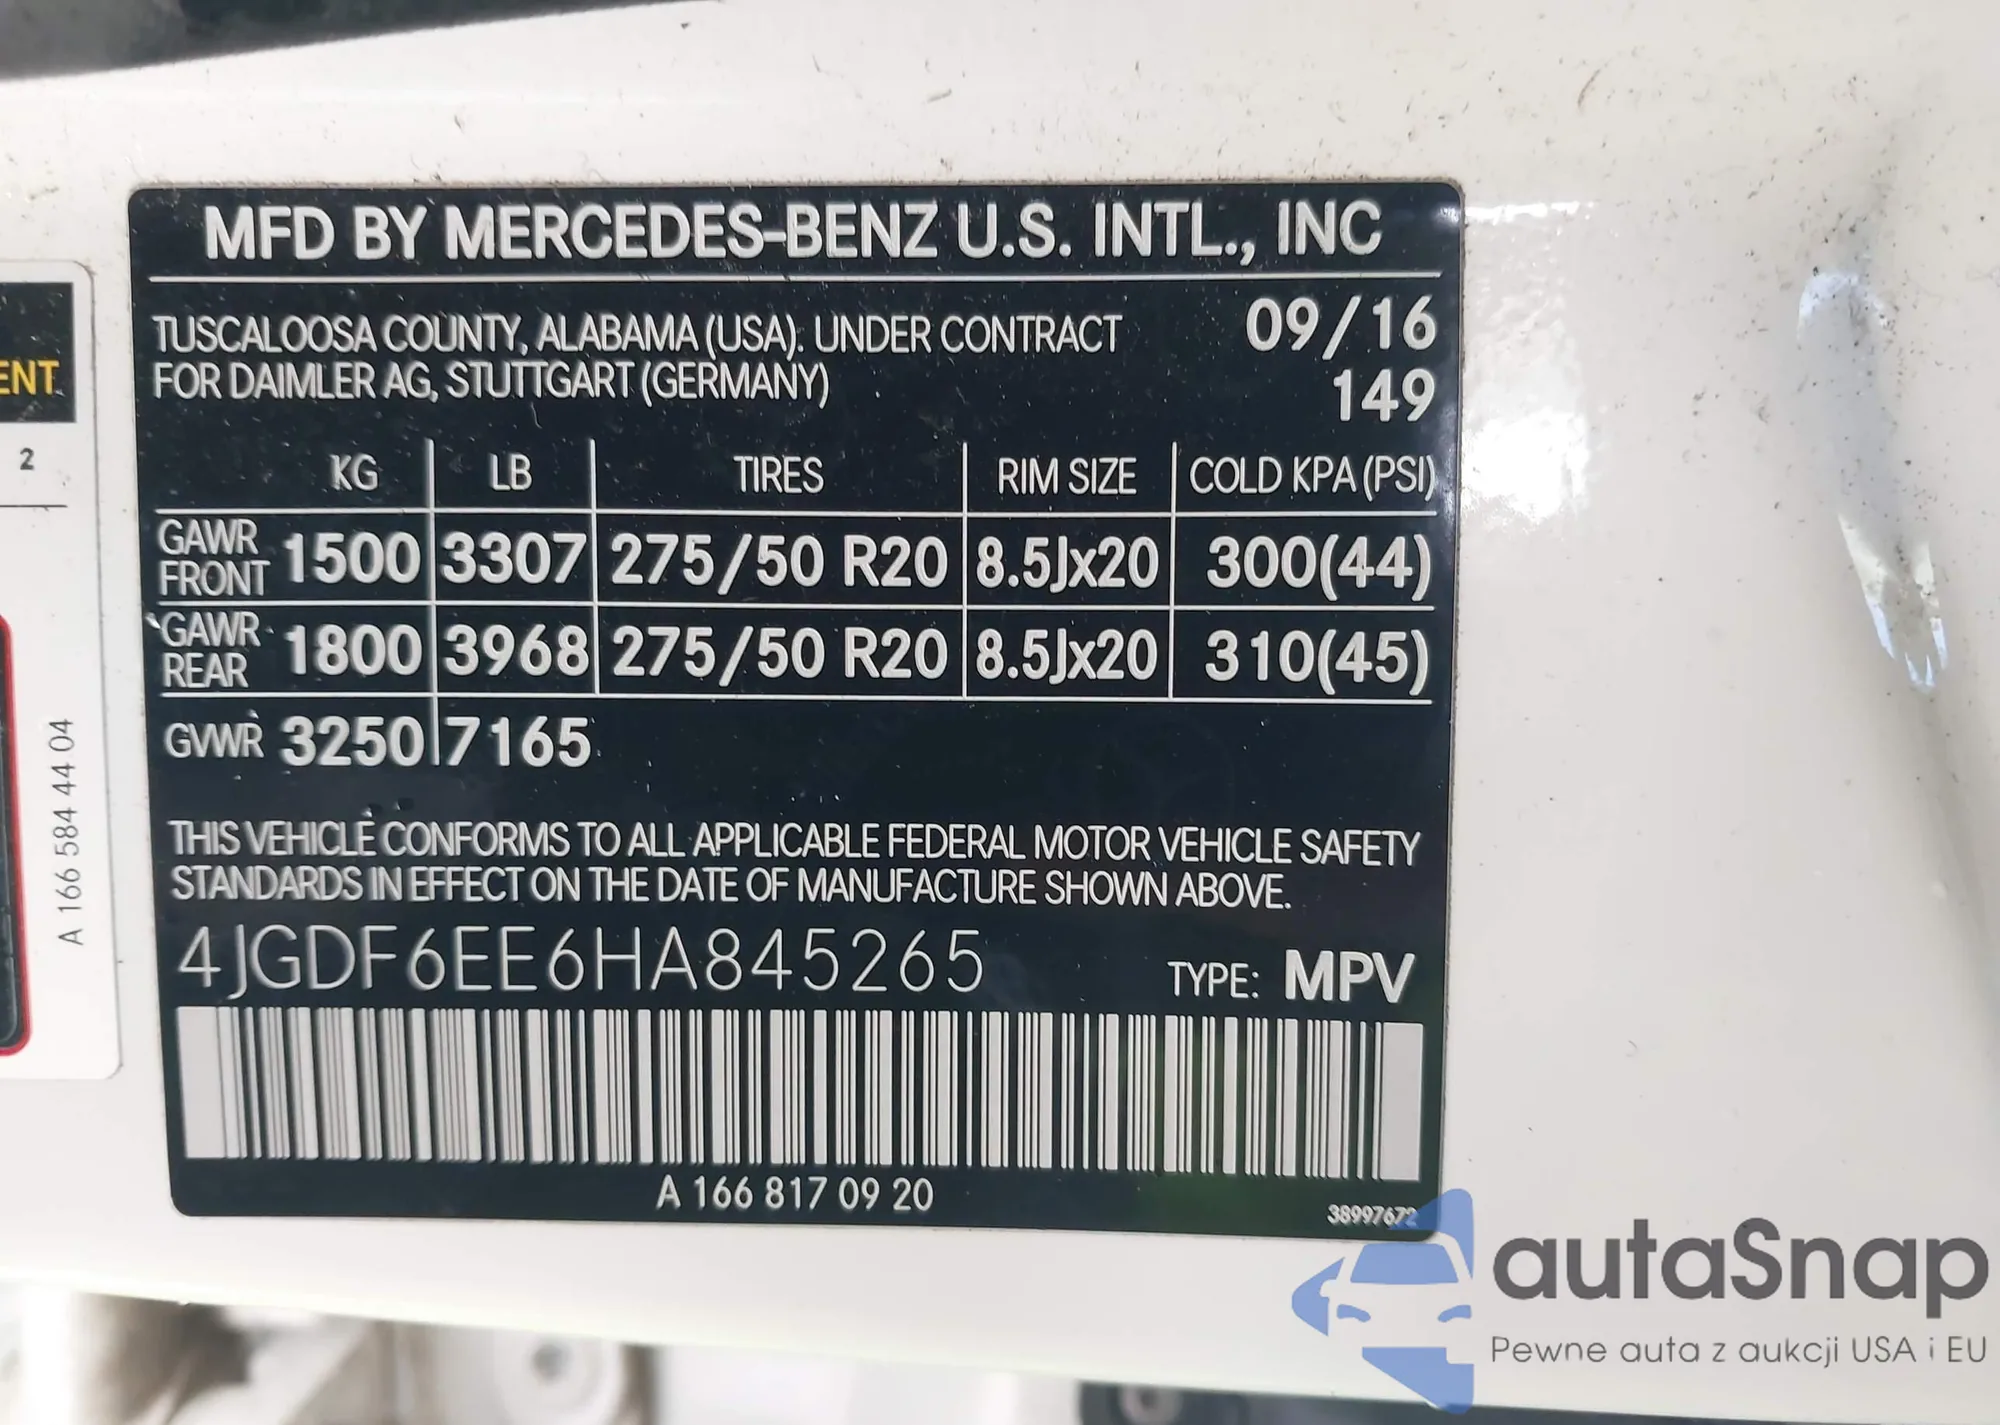 MFD BY MERCEDES-BENZ U.S. INTL., INC
TUSCALOOSA COUNTY, ALABAMA (USA). UNDER CONTRACT
FOR DAIMLER AG, STUTTGART (GERMANY)
09/16
149
KG LB TIRES RIM SIZE COLD KPA (PSI)
GAWR FRONT 1500 3307 275/50 R20 8.5Jx20 300(44)
GAWR REAR 1800 3968 275/50 R20 8.5Jx20 310(45)
GVWR 3250 7165
THIS VEHICLE CONFORMS TO ALL APPLICABLE FEDERAL MOTOR VEHICLE SAFETY
STANDARDS IN EFFECT ON THE DATE OF MANUFACTURE SHOWN ABOVE.
4JGDF6EE6HA845265 TYPE: MPV
A 166 817 09 20
38997672
ENT
2
A 166 584 44 04
autaSnap
Pewne auta z aukcji USA i EU